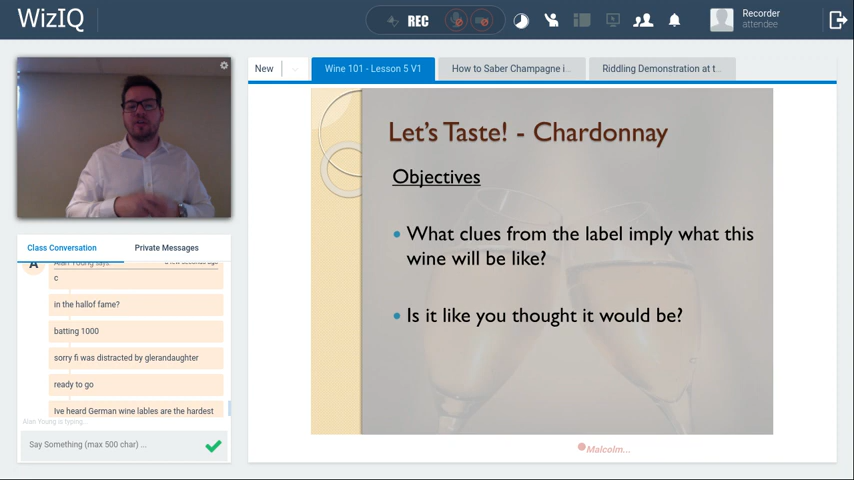 WizIQ
REC
Recorder
attendee
New
Wine 101 - Lesson 5 V1
How to Saber Champagne i...
Riddling Demonstration at t...
Let's Taste! - Chardonnay
Objectives
What clues from the label imply what this
wine will be like?
Is it like you thought it would be?
Malcolm...
Class Conversation
Private Messages
A
Alan Young says:
a few seconds ago
c
in the hallof fame?
batting 1000
sorry fi was distracted by glerandaughter
ready to go
Ive heard German wine lables are the hardest
Alan Young is typing...
Say Something (max 500 char) ...